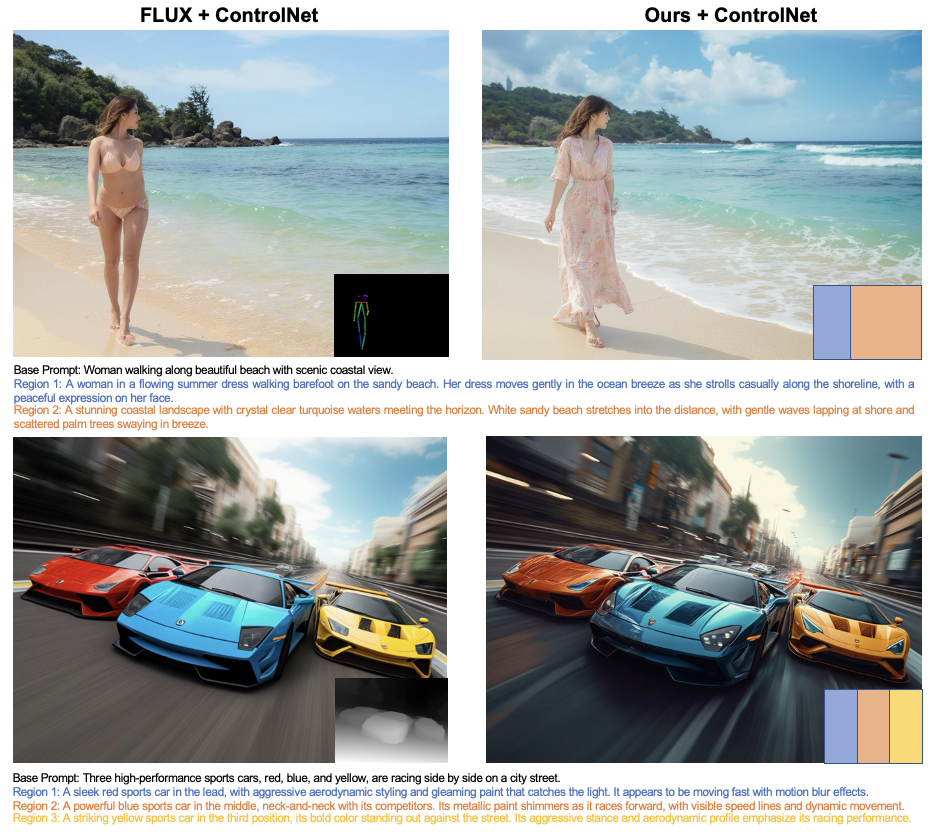 FLUX + ControlNet
Ours + ControlNet
Base Prompt: Woman walking along beautiful beach with scenic coastal view.
Region 1: A woman in a flowing summer dress walking barefoot on the sandy beach. Her dress moves gently in the ocean breeze as she strolls casually along the shoreline, with a
peaceful expression on her face.
Region 2: A stunning coastal landscape with crystal clear turquoise waters meeting the horizon. White sandy beach stretches into the distance, with gentle waves lapping at shore and
scattered palm trees swaying in breeze.
Base Prompt: Three high-performance sports cars, red, blue, and yellow, are racing side by side on a city street.
Region 1: A sleek red sports car in the lead, with aggressive aerodynamic styling and gleaming paint that catches the light. It appears to be moving fast with motion blur effects.
Region 2: A powerful blue sports car in the middle, neck-and-neck with its competitors. Its metallic paint shimmers as it races forward, with visible speed lines and dynamic movement.
Region 3: A striking yellow sports car in the third position, its bold color standing out against the street. Its aggressive stance and aerodynamic profile emphasize its racing performance.